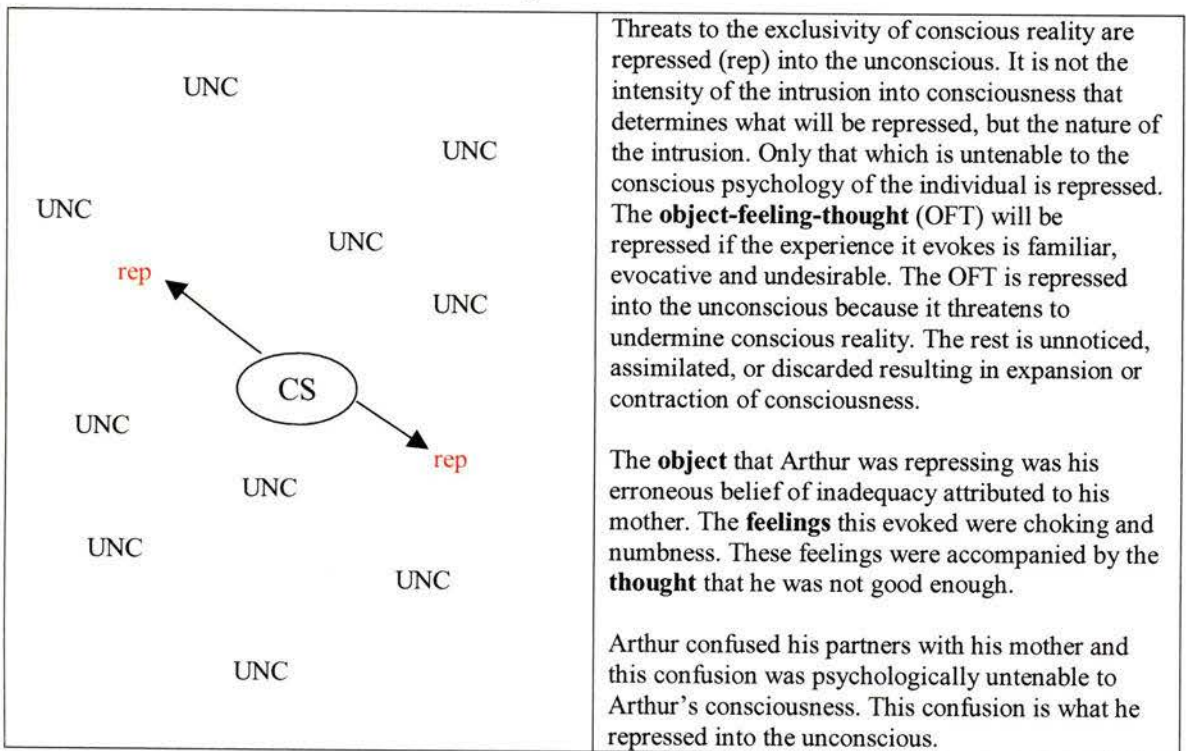 UNC
UNC
UNC
UNC
rep
UNC
CS
UNC
rep
UNC
UNC
UNC
UNC
Threats to the exclusivity of conscious reality are
repressed (rep) into the unconscious. It is not the
intensity of the intrusion into consciousness that
determines what will be repressed, but the nature of
the intrusion. Only that which is untenable to the
conscious psychology of the individual is repressed.
The object-feeling-thought (OFT) will be
repressed if the experience it evokes is familiar,
evocative and undesirable. The OFT is repressed
into the unconscious because it threatens to
undermine conscious reality. The rest is unnoticed,
assimilated, or discarded resulting in expansion or
contraction of consciousness.
The object that Arthur was repressing was his
erroneous belief of inadequacy attributed to his
mother. The feelings this evoked were choking and
numbness. These feelings were accompanied by the
thought that he was not good enough.
Arthur confused his partners with his mother and
this confusion was psychologically untenable to
Arthur's consciousness. This confusion is what he
repressed into the unconscious.